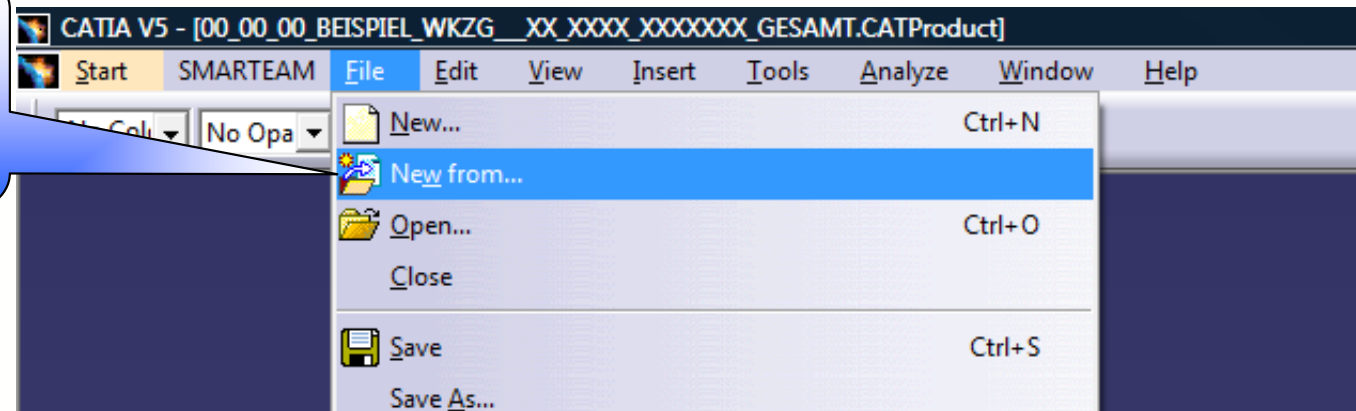 CATIA V5 - [00_00_00_BEISPIEL_WKZG__XX_XXXX_XXXXXXX_GESAMT.CATProduct]
Start SMARTEAM File Edit View Insert Tools Analyze Window Help
No Opa
New... Ctrl+N
New from...
Open... Ctrl+O
Close
Save Ctrl+S
Save As...